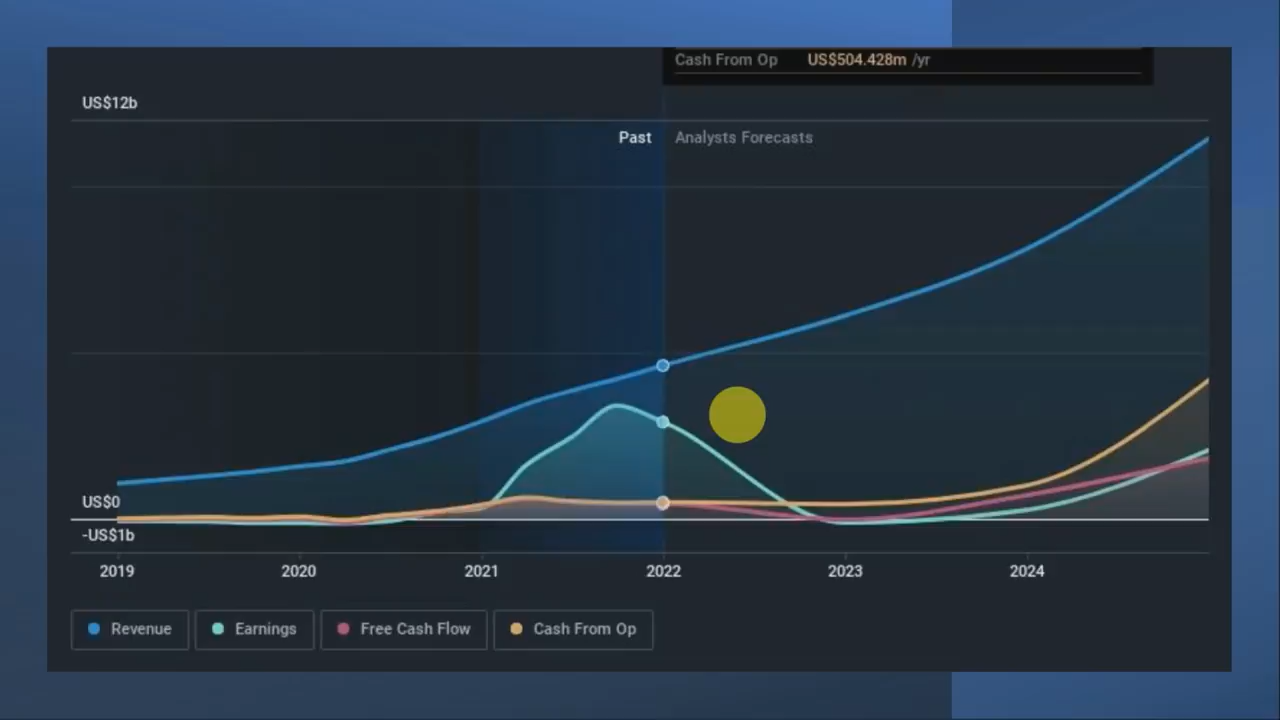 Cash From Op US$504.428m /yr
US$12b
Past Analysts Forecasts
US$0
-US$1b
2019 2020 2021 2022 2023 2024
Revenue Earnings Free Cash Flow Cash From Op